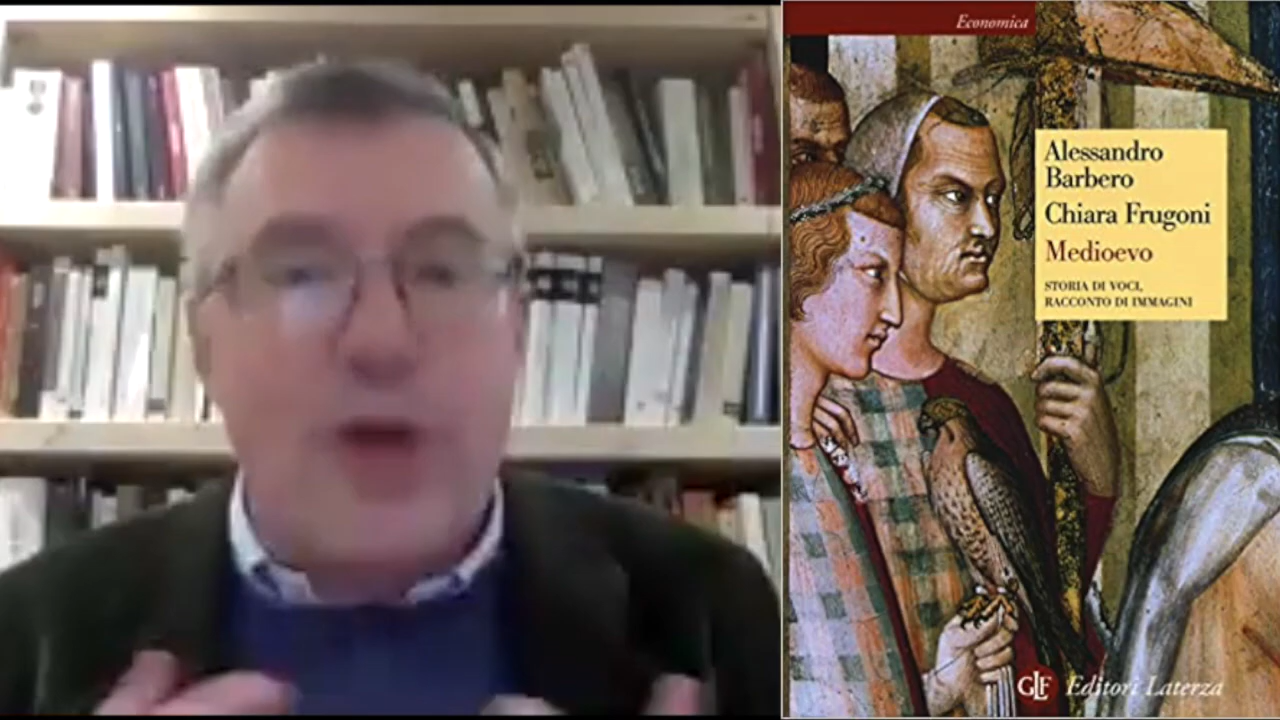 Economica
Alessandro
Barbero
Chiara Frugoni
Medioevo
STORIA DI VOCI,
RACCONTO DI IMMAGINI
GLF Editori Laterza